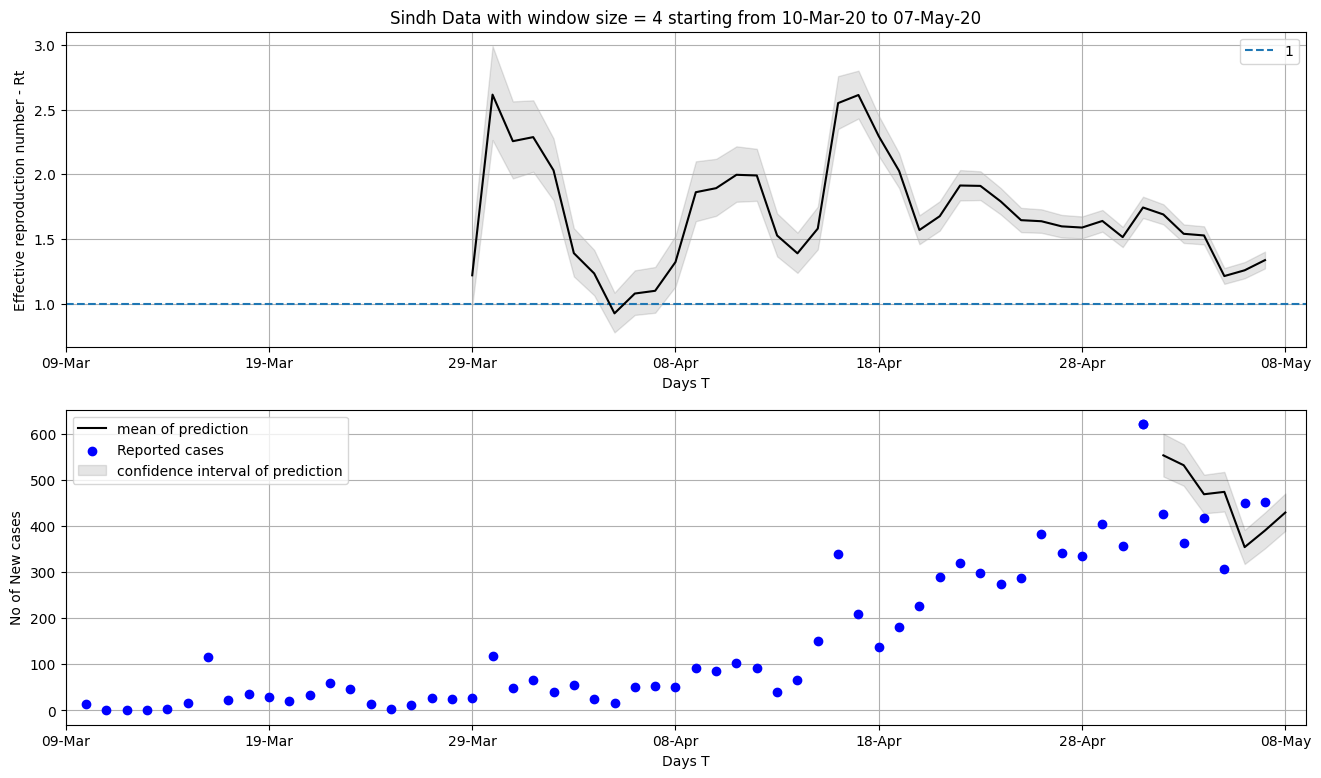 Sindh Data with window size = 4 starting from 10-Mar-20 to 07-May-20
Effective reproduction number - Rt
3.0
2.5
2.0
1.5
1.0
1
09-Mar 19-Mar 29-Mar 08-Apr 18-Apr 28-Apr 08-May
Days T
No of New cases
600
500
400
300
200
100
0
mean of prediction
Reported cases
confidence interval of prediction
09-Mar 19-Mar 29-Mar 08-Apr 18-Apr 28-Apr 08-May
Days T